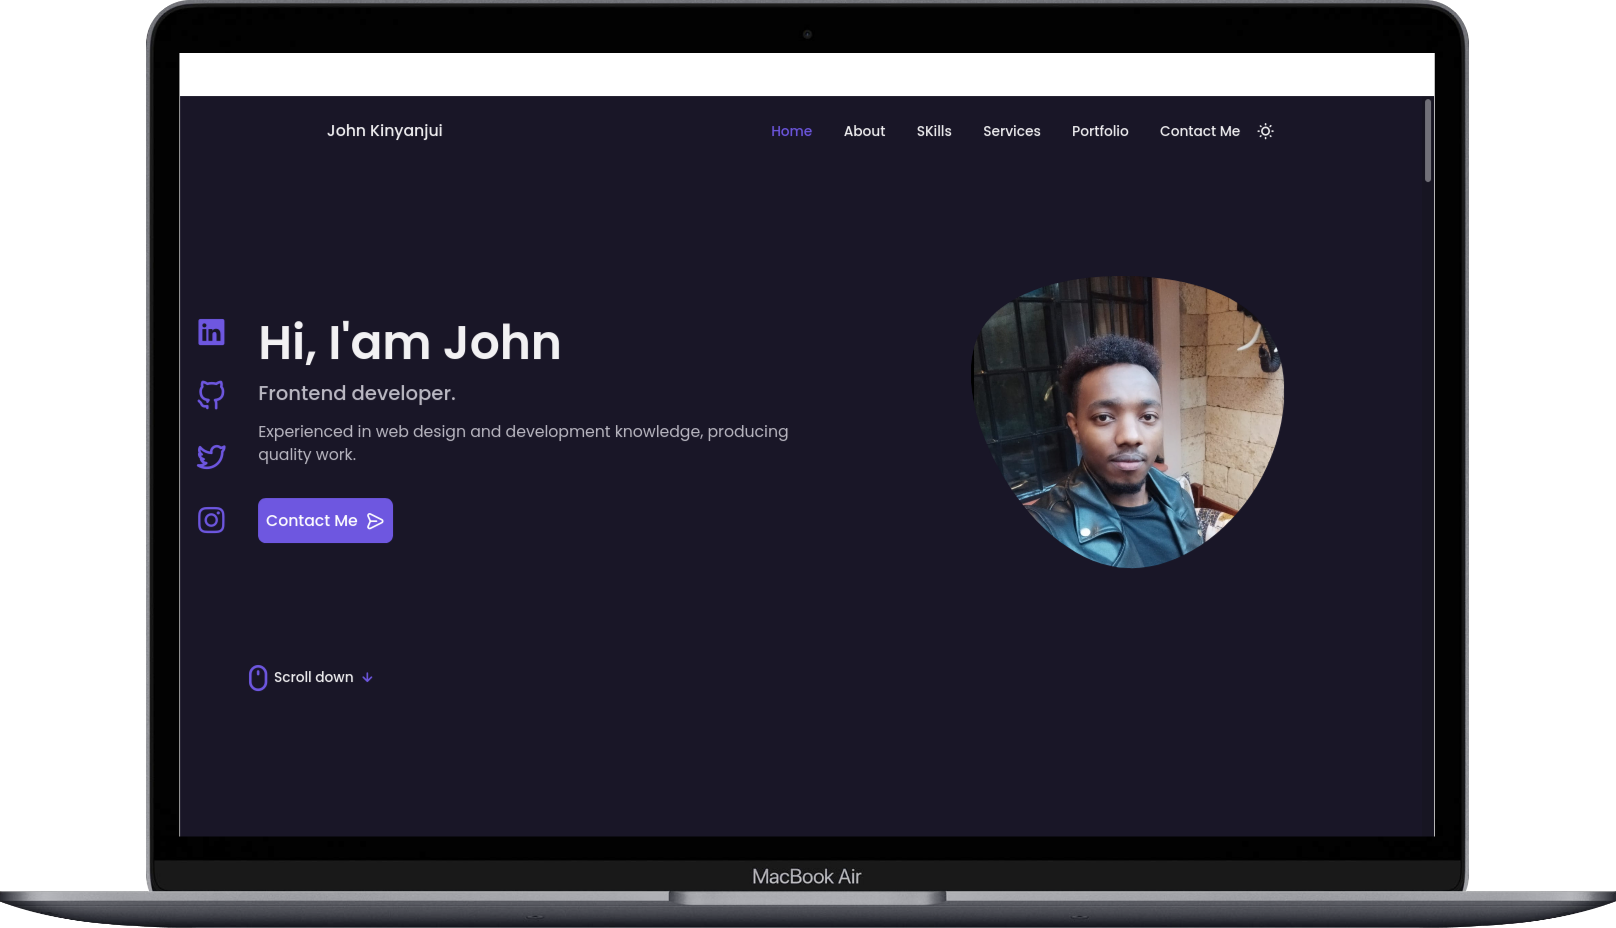 John Kinyanjui
Home About SKills Services Portfolio Contact Me
Hi, I'am John
Frontend developer.
Experienced in web design and development knowledge, producing
quality work.
Contact Me
Scroll down
MacBook Air